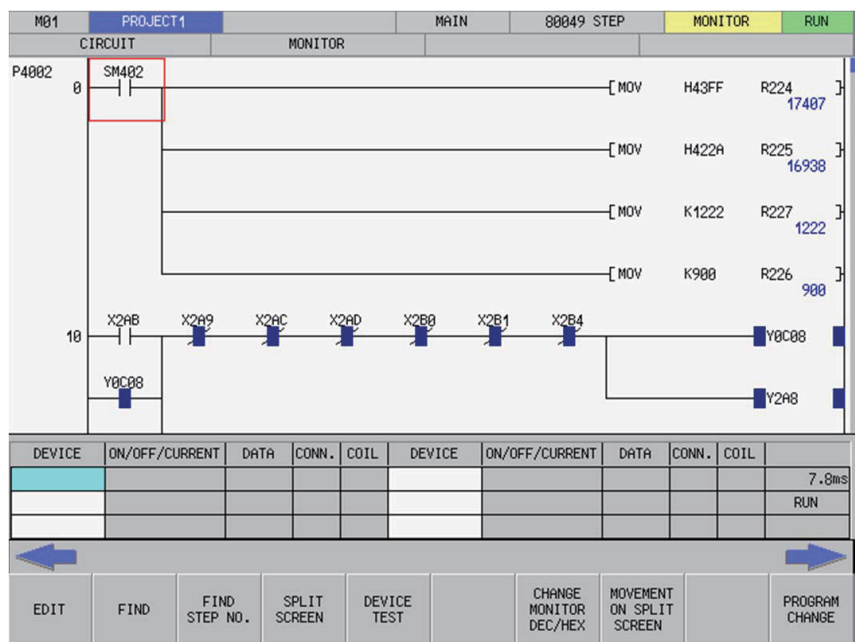 M01 PROJECT1 MAIN 80049 STEP MONITOR RUN
CIRCUIT MONITOR
P4002 0 SM402 MOV H43FF R224
17407
MOV H422A R225
16938
MOV K1222 R227
1222
MOV K900 R226
900
X2AB X2A9 X2AC X2AD X2B0 X2B1 X2B4
10 Y0C08
Y0C08
Y2A8
DEVICE ON/OFF/CURRENT DATA CONN. COIL DEVICE ON/OFF/CURRENT DATA CONN. COIL
7.8ms
RUN
EDIT FIND FIND STEP NO. SPLIT SCREEN DEVICE TEST CHANGE MONITOR DEC/HEX MOVEMENT ON SPLIT SCREEN PROGRAM CHANGE